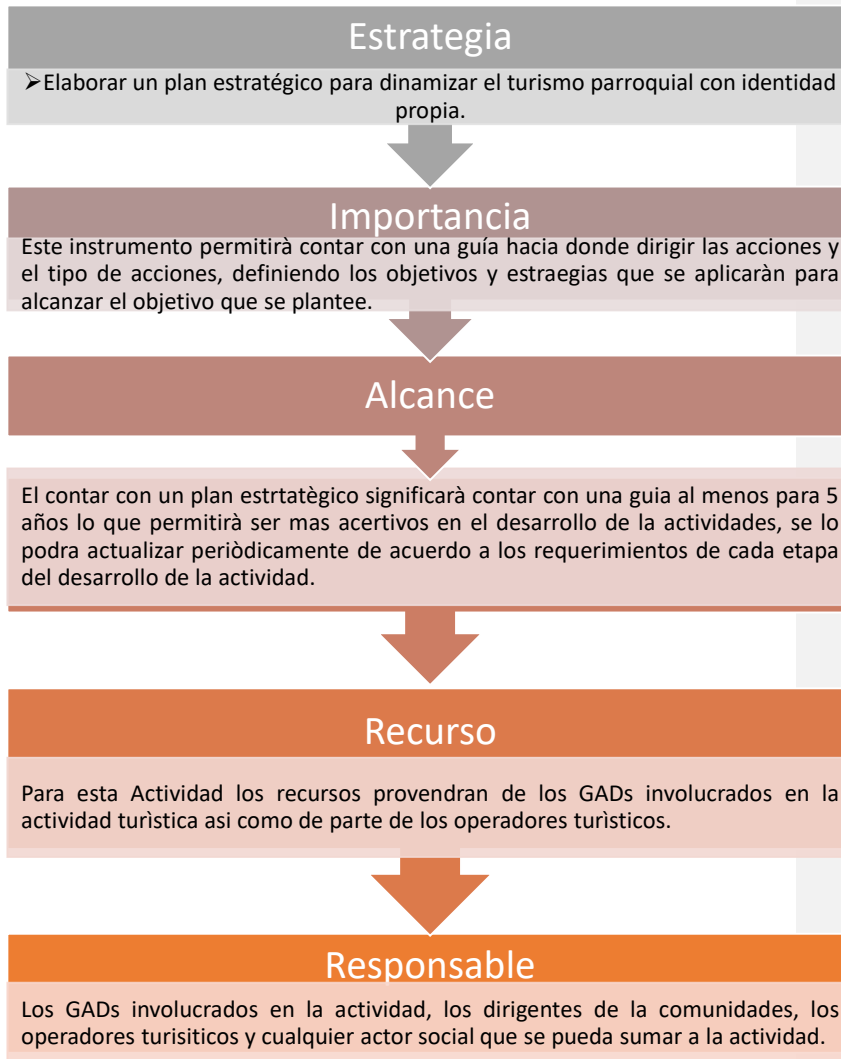 Estrategia
➢Elaborar un plan estratégico para dinamizar el turismo parroquial con identidad
propia.
Importancia
Este instrumento permitirà contar con una guía hacia donde dirigir las acciones y
el tipo de acciones, definiendo los objetivos y estraegias que se aplicaràn para
alcanzar el objetivo que se plantee.
Alcance
El contar con un plan estrtatègico significarà contar con una guia al menos para 5
años lo que permitirà ser mas acertivos en el desarrollo de la actividades, se lo
podra actualizar periòdicamente de acuerdo a los requerimientos de cada etapa
del desarrollo de la actividad.
Recurso
Para esta Actividad los recursos provendran de los GADs involucrados en la
actividad turìstica asi como de parte de los operadores turìsticos.
Responsable
Los GADs involucrados en la actividad, los dirigentes de la comunidades, los
operadores turisiticos y cualquier actor social que se pueda sumar a la actividad.